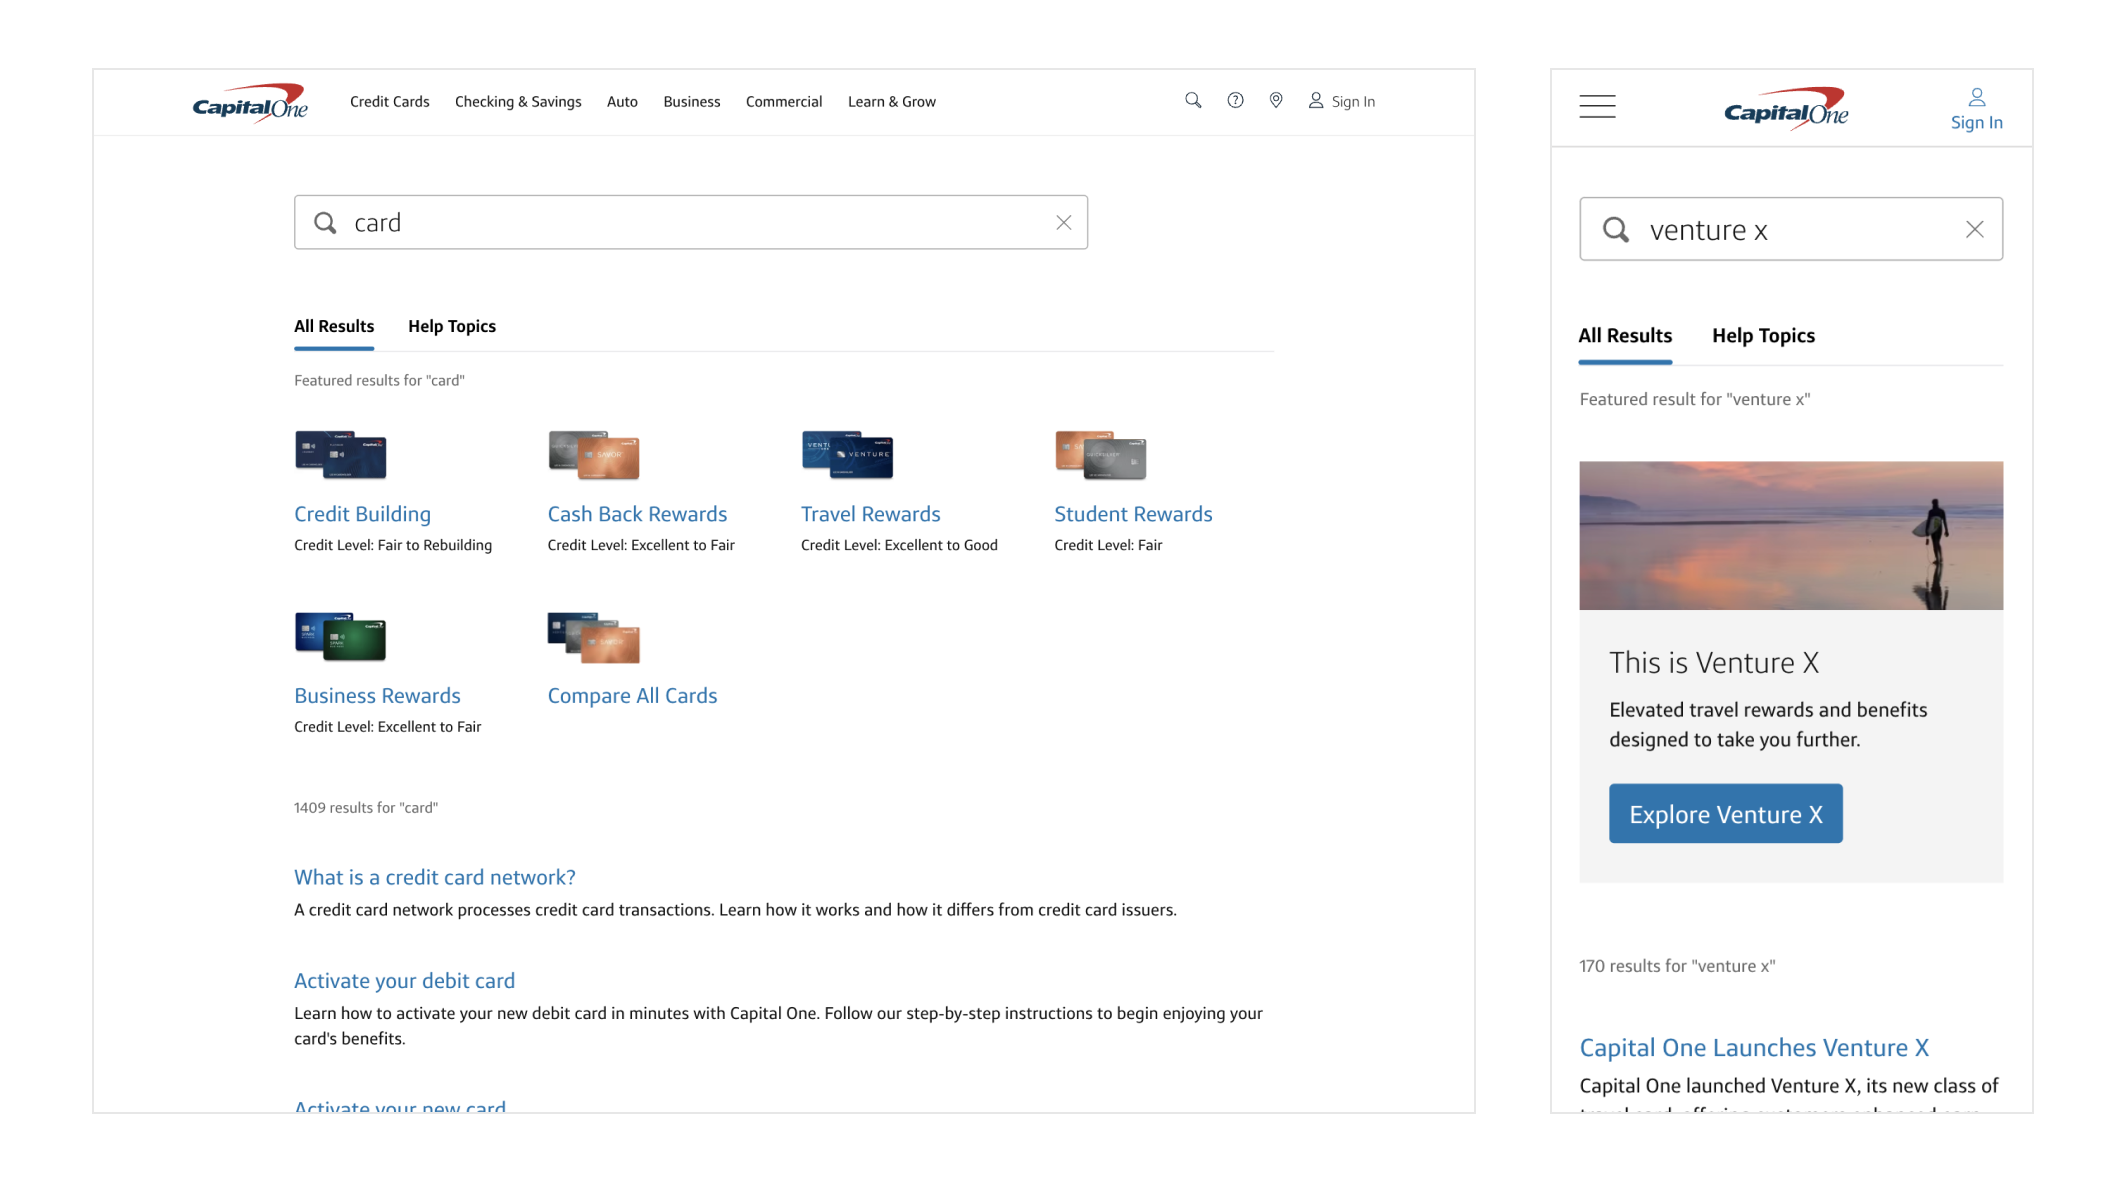 CapitalOne
Credit Cards Checking & Savings Auto Business Commercial Learn & Grow
Sign In
card
All Results Help Topics
Featured results for "card"
SAVOR
VENTURE
Credit Building Cash Back Rewards Travel Rewards Student Rewards
Credit Level: Fair to Rebuilding Credit Level: Excellent to Fair Credit Level: Excellent to Good Credit Level: Fair
Business Rewards Compare All Cards
Credit Level: Excellent to Fair
1409 results for "card"
What is a credit card network?
A credit card network processes credit card transactions. Learn how it works and how it differs from credit card issuers.
Activate your debit card
Learn how to activate your new debit card in minutes with Capital One. Follow our step-by-step instructions to begin enjoying your
card's benefits.
Activate your new card
CapitalOne
Sign In
venture x
All Results Help Topics
Featured result for "venture x"
This is Venture X
Elevated travel rewards and benefits
designed to take you further.
Explore Venture X
170 results for "venture x"
Capital One Launches Venture X
Capital One launched Venture X, its new class of